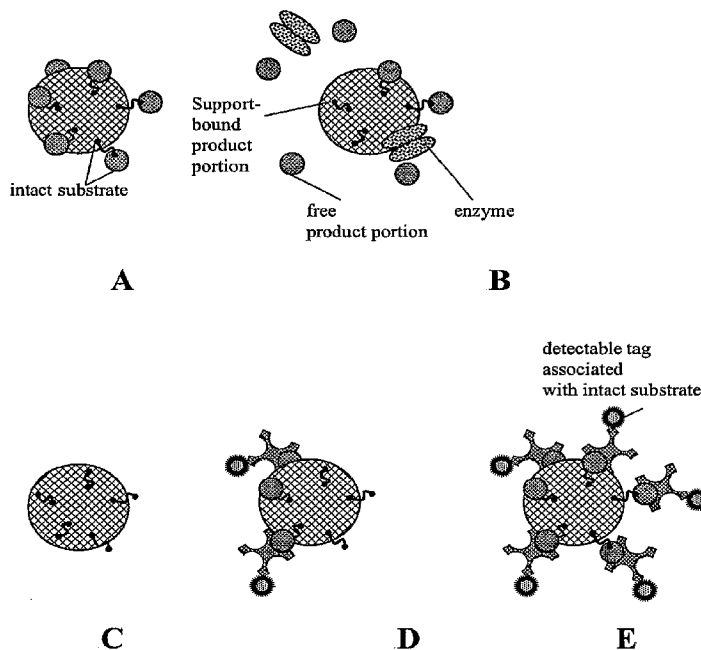 Support-
bound
product
portion
intact substrate
free
product portion
enzyme
A
B
detectable tag
associated
with intact substrate
C
D
E